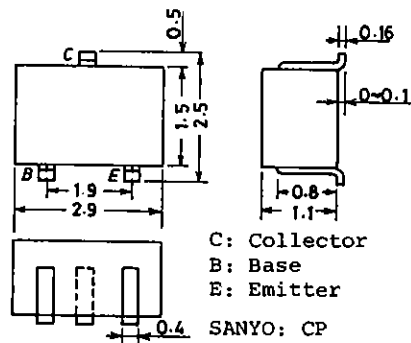 C
0.5
1.5
2.5
B
E
1.9
2.9
0.16
0~0.1
0.8
1.1
0.4
C: Collector
B: Base
E: Emitter
SANYO: CP